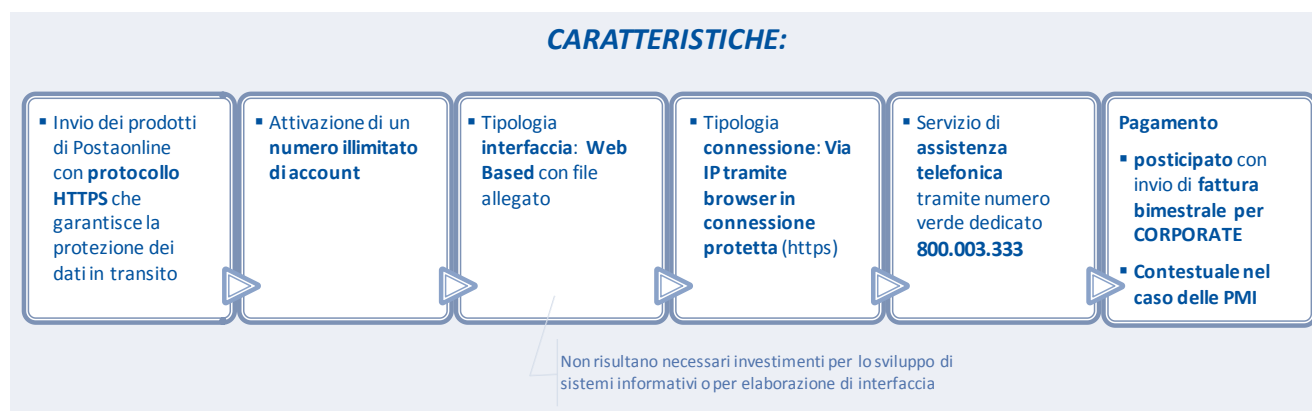 CARATTERISTICHE:
▪ Invio dei prodotti
di Postaonline
con protocollo
HTTPS che
garantisce la
protezione dei
dati in transito
▪ Attivazione di un
numero illimitato
di account
▪ Tipologia
interfaccia: Web
Based con file
allegato
▪ Tipologia
connessione: Via
IP tramite
browser in
connessione
protetta (https)
▪ Servizio di
assistenza
telefonica
tramite numero
verde dedicato
800.003.333
Pagamento
▪ posticipato con
invio di fattura
bimestrale per
CORPORATE
▪ Contestuale nel
caso delle PMI
Non risultano necessari investimenti per lo sviluppo di
sistemi informativi o per elaborazione di interfaccia